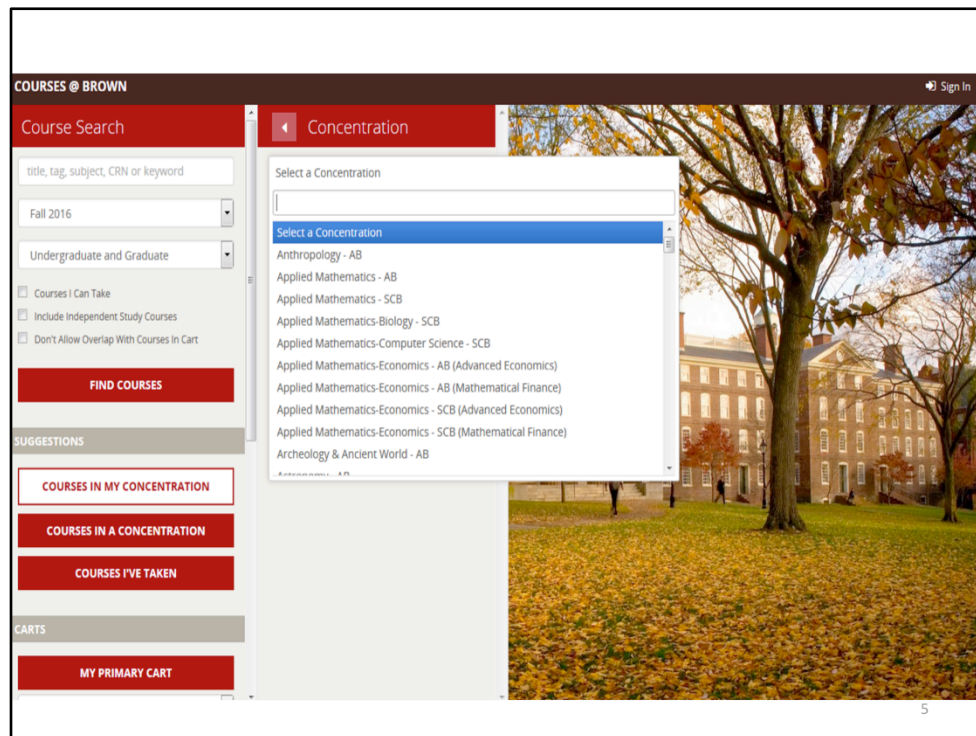 COURSES @ BROWN
Sign In
Course Search
title, tag, subject, CRN or keyword
Fall 2016
Undergraduate and Graduate
Courses I Can Take
Include Independent Study Courses
Don't Allow Overlap With Courses In Cart
FIND COURSES
SUGGESTIONS
COURSES IN MY CONCENTRATION
COURSES IN A CONCENTRATION
COURSES I'VE TAKEN
CARTS
MY PRIMARY CART
Concentration
Select a Concentration
Select a Concentration
Anthropology - AB
Applied Mathematics - AB
Applied Mathematics - SCB
Applied Mathematics-Biology - SCB
Applied Mathematics-Computer Science - SCB
Applied Mathematics-Economics - AB (Advanced Economics)
Applied Mathematics-Economics - AB (Mathematical Finance)
Applied Mathematics-Economics - SCB (Advanced Economics)
Applied Mathematics-Economics - SCB (Mathematical Finance)
Archeology & Ancient World - AB
Astronomy - AB
5